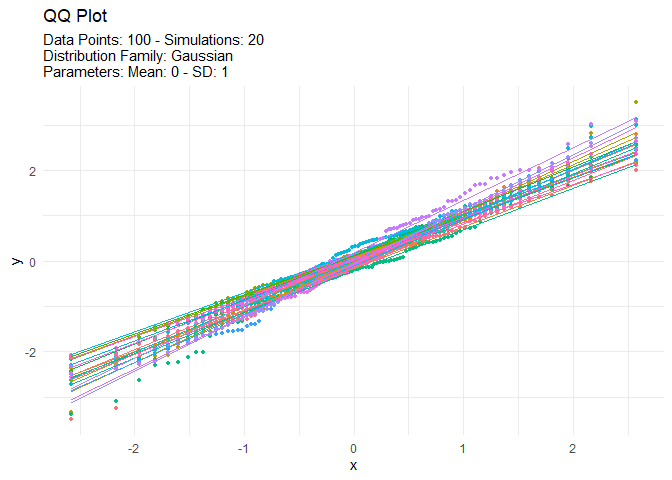 QQ Plot
Data Points: 100 - Simulations: 20
Distribution Family: Gaussian
Parameters: Mean: 0 - SD: 1
2
0
-2
y
-2
-1
0
1
2
x